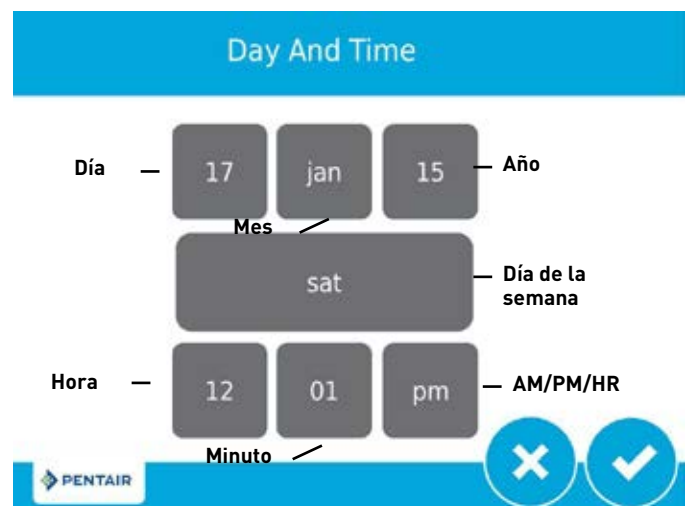 Day And Time
Día
17
jan
15
Año
Mes
sat
Día de la
semana
Hora
12
01
pm
AM/PM/HR
Minuto
PENTAIR